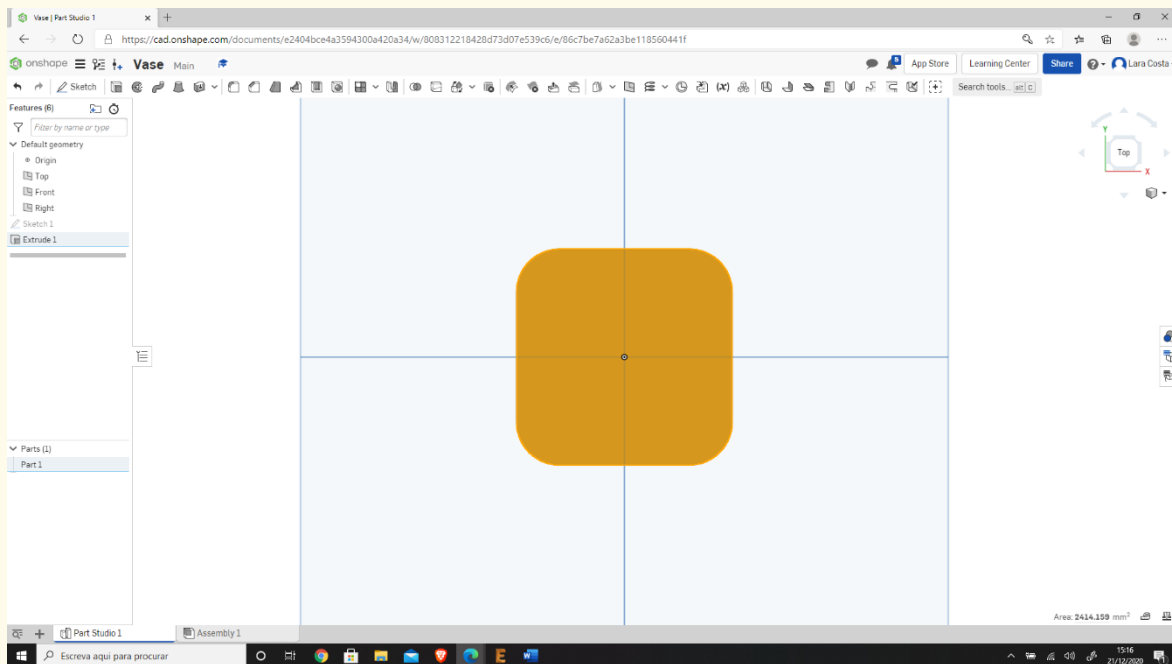 Vase | Part Studio 1
https://cad.onshape.com/documents/e2404bce4a3594300a420a34/w/808312218428d73d07e539c6/e/86c7be7a62a3be118560441f
onshape Vase Main App Store Learning Center Share Lara Costa
Sketch Search tools... alt C
Features (6)
Filter by name or type
Default geometry
Origin
Top
Front
Right
Sketch 1
Extrude 1
Y
Top
X
Parts (1)
Part 1
Area: 2414.159 mm²
Part Studio 1 Assembly 1
Escreva aqui para procurar
15:16
21/12/2020